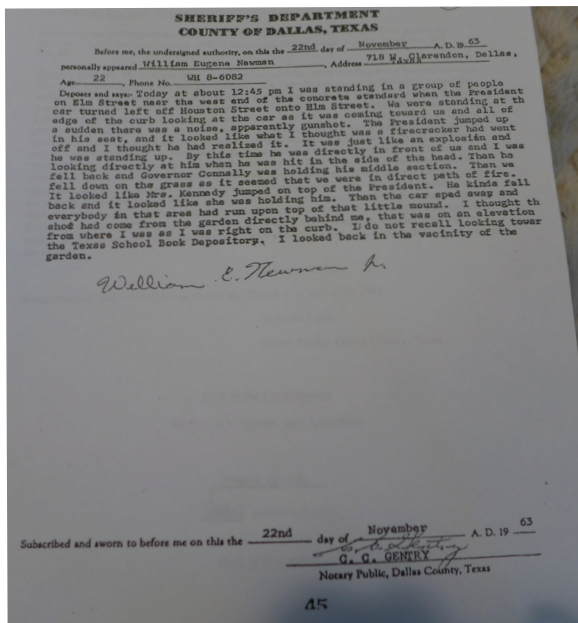 SHERIFF'S DEPARTMENT
COUNTY OF DALLAS, TEXAS
Before me, the undersigned authority, on this the 22nd day of November A. D. 19 63
personally appeared William Eugene Newman , Address 718 W. Clarendon, Dallas, Texas
Age 22 , Phone No. WH 8-6082
Deposes and says:- Today at about 12:45 pm I was standing in a group of people
on Elm Street near the west end of the concrete standard when the President
car turned left off Houston Street onto Elm Street. We were standing at th
edge of the curb looking at the car as it was coming toward us and all of
a sudden there was a noise, apparently gunshot. The President jumped up
in his seat, and it looked like what I thought was a firecracker had went
off and I thought he had realized it. It was just like an explosion and
he was standing up. By this time he was directly in front of us and I was
looking directly at him when he was hit in the side of the head. Then he
fell back and Governor Connally was holding his middle section. Then we
fell down on the grass as it seemed that we were in direct path of fire.
It looked like Mrs. Kennedy jumped on top of the President. He kinda fell
back and it looked like she was holding him. Then the car sped away and
everybody in that area had run upon top of that little mound. I thought th
shot had come from the garden directly behind me, that was on an elevation
from where I was as I was right on the curb. I do not recall looking towar
the Texas School Book Depository. I looked back in the vacinity of the
garden.
William E. Newman Jr.
Subscribed and sworn to before me on this the 22nd day of November A. D. 19 63
C. C. Gentry
C. C. GENTRY
Notary Public, Dallas County, Texas
45